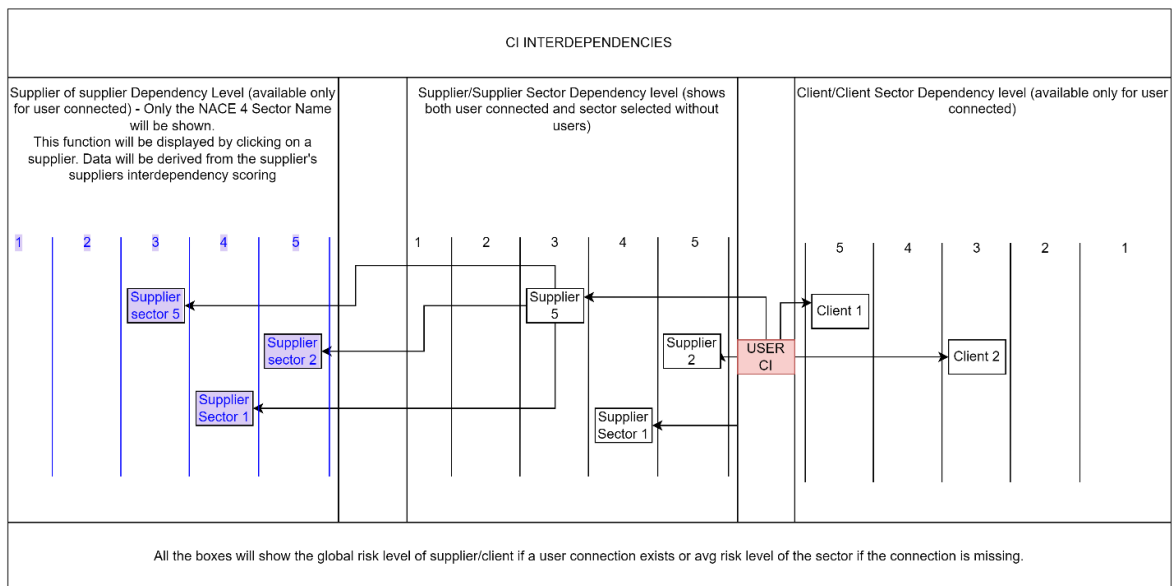 CI INTERDEPENDENCIES
Supplier of supplier Dependency Level (available only
for user connected) - Only the NACE 4 Sector Name
will be shown.
This function will be displayed by clicking on a
supplier. Data will be derived from the supplier's
suppliers interdependency scoring
Supplier/Supplier Sector Dependency level (shows
both user connected and sector selected without
users)
Client/Client Sector Dependency level (available only for user
connected)
1 2 3 4 5
1 2 3 4 5
5 4 3 2 1
Supplier
sector 5
Supplier
sector 2
Supplier
Sector 1
Supplier
5
Supplier
2
Supplier
Sector 1
USER
CI
Client 1
Client 2
All the boxes will show the global risk level of supplier/client if a user connection exists or avg risk level of the sector if the connection is missing.